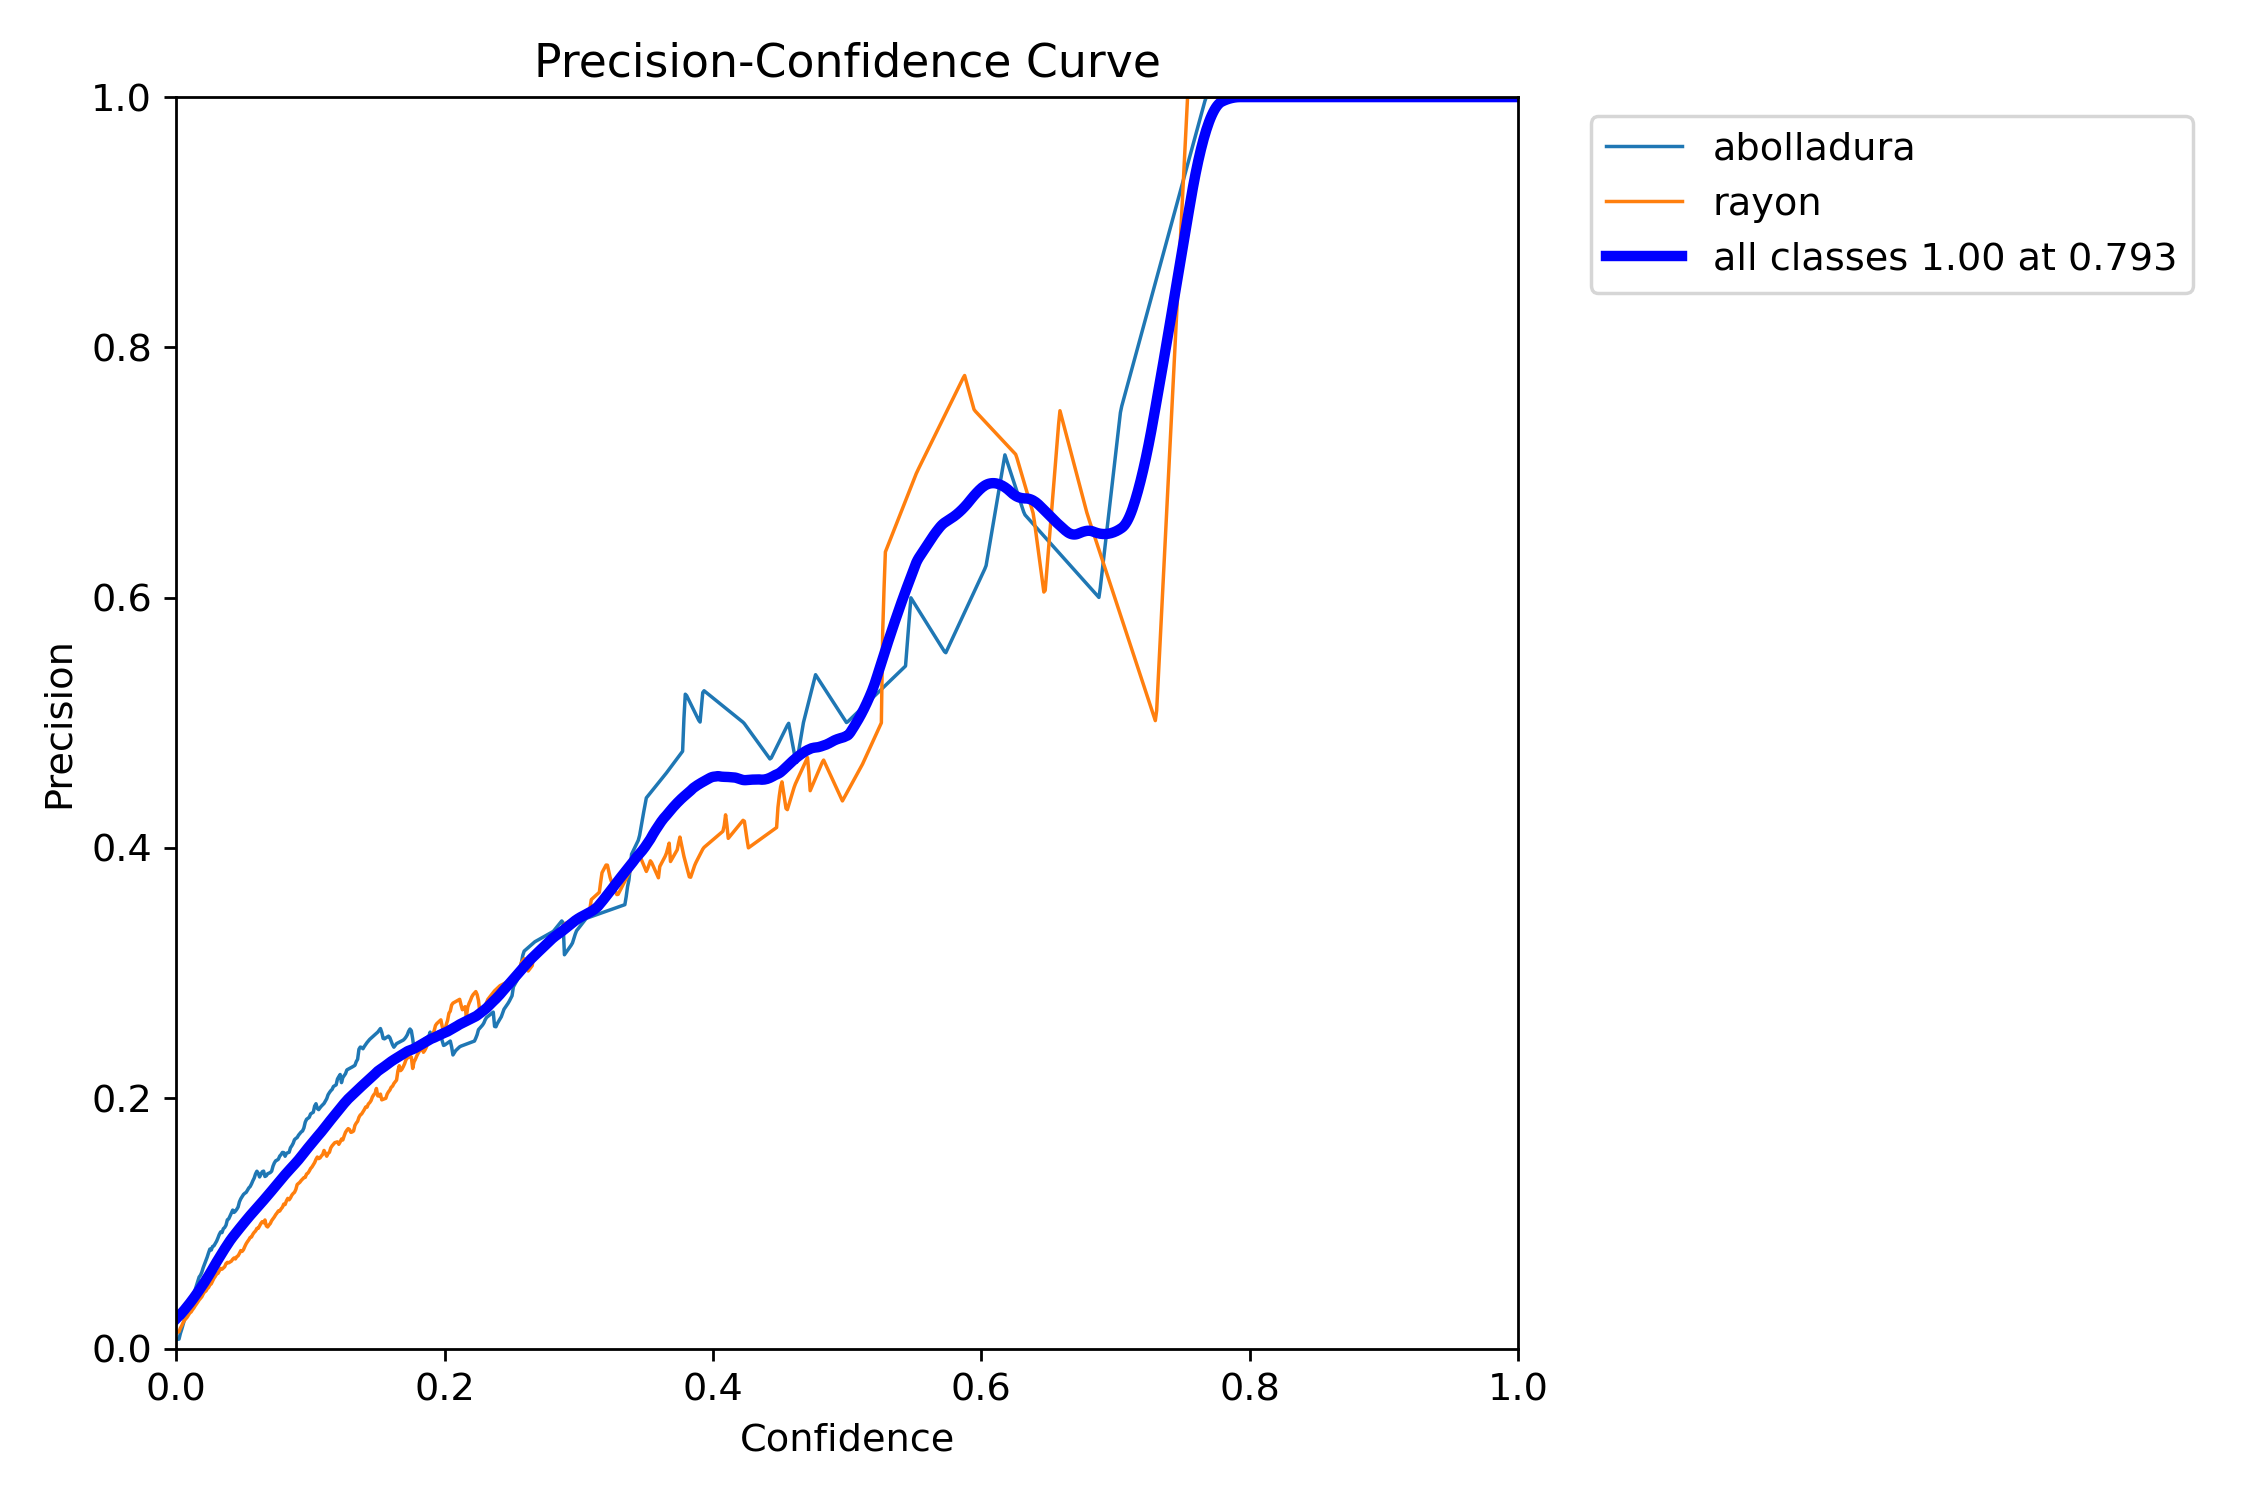 Precision-Confidence Curve
1.0
0.8
0.6
0.4
0.2
0.0
Precision
0.0 0.2 0.4 0.6 0.8 1.0
Confidence
abolladura
rayon
all classes 1.00 at 0.793